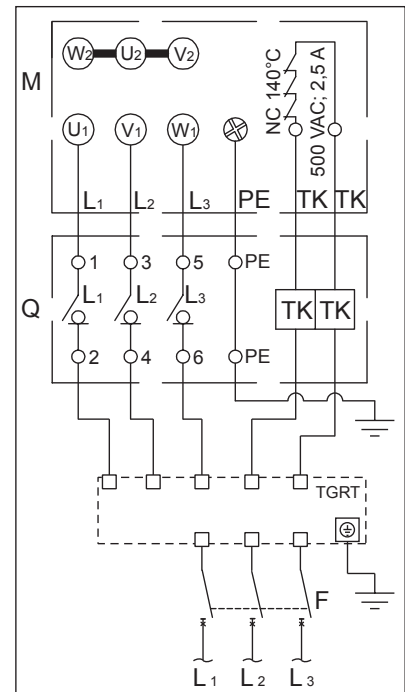 W2 U2 V2
NC 140°C
500 VAC; 2,5 A
M
U1 V1 W1
L1 L2 L3 PE TK TK
1 3 5 PE
Q
L1 L2 L3
TK TK
2 4 6 PE
TGRT
F
L1 L2 L3